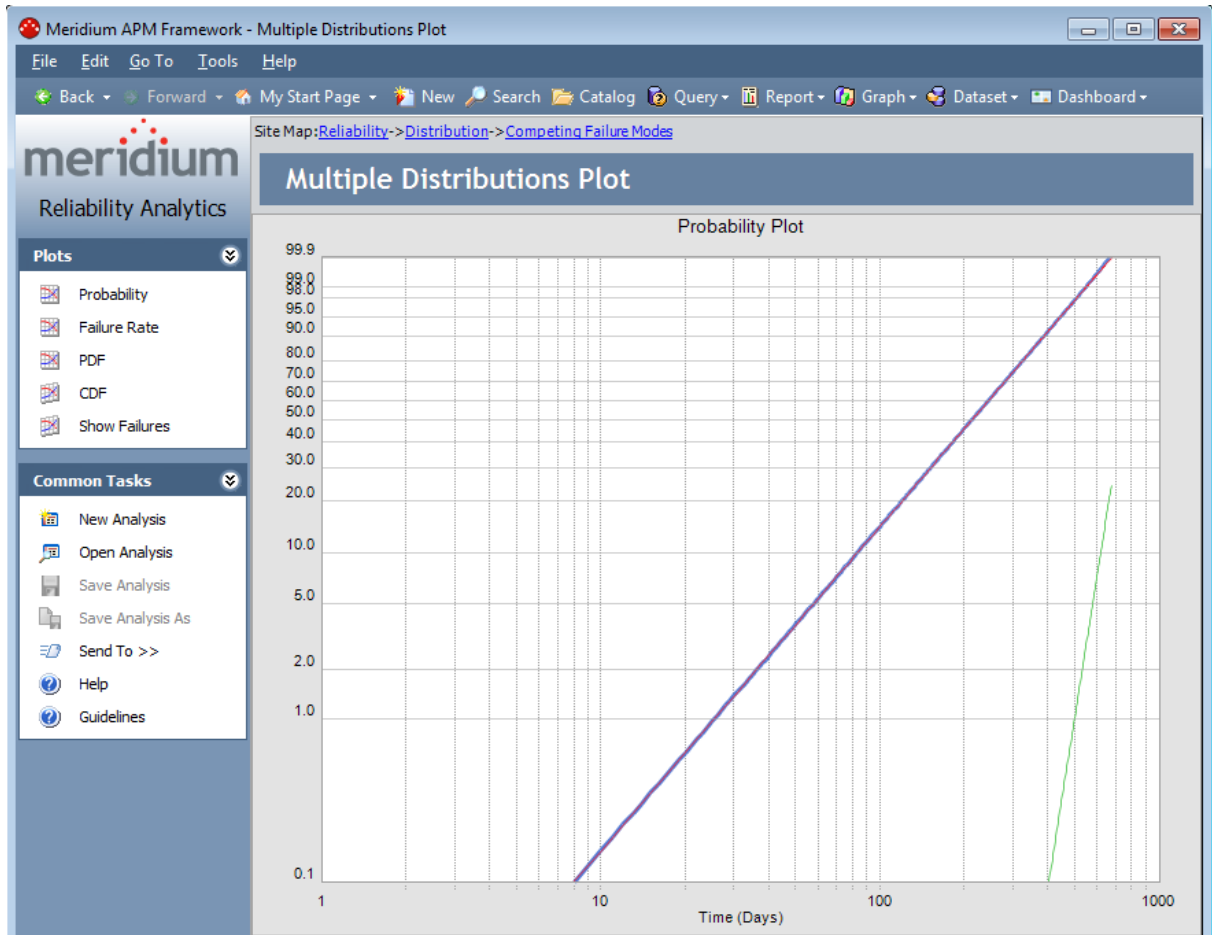 Meridium APM Framework - Multiple Distributions Plot
File Edit Go To Tools Help
Back Forward My Start Page New Search Catalog Query Report Graph Dataset Dashboard
meridium
Reliability Analytics
Site Map:Reliability->Distribution->Competing Failure Modes
Multiple Distributions Plot
Plots
Probability
Failure Rate
PDF
CDF
Show Failures
Common Tasks
New Analysis
Open Analysis
Save Analysis
Save Analysis As
Send To >>
Help
Guidelines
Probability Plot
99.9
99.0
98.0
95.0
90.0
80.0
70.0
60.0
50.0
40.0
30.0
20.0
10.0
5.0
2.0
1.0
0.1
1 10 100 1000
Time (Days)